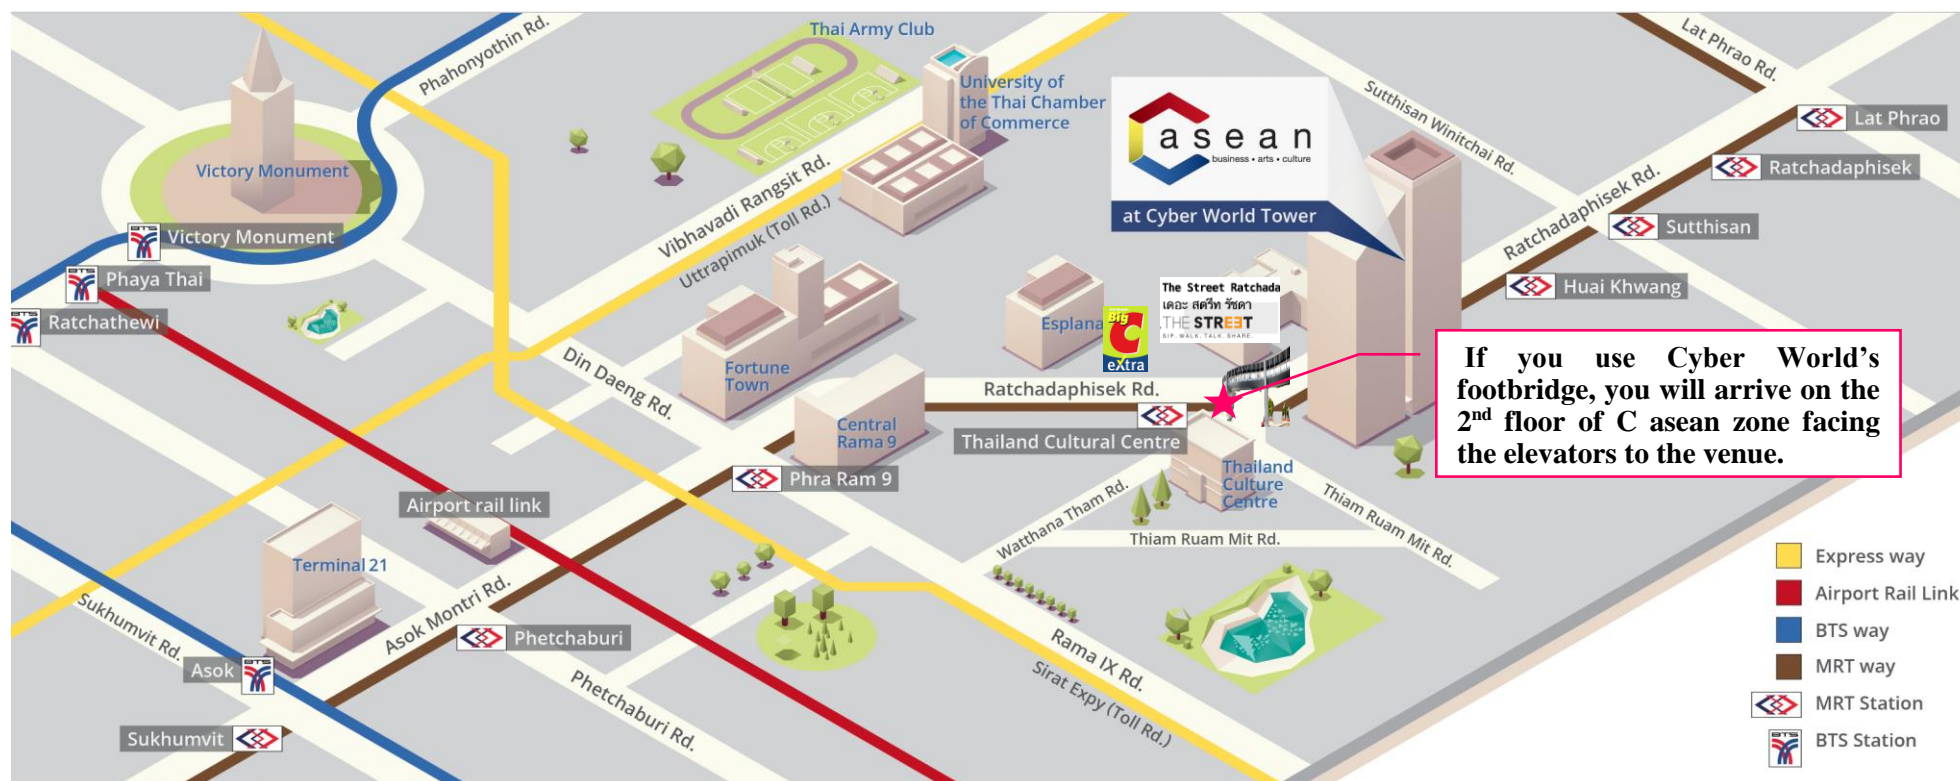 Phahonyothin Rd.
Thai Army Club
University of
the Thai Chamber
of Commerce
Lat Phrao Rd.
Sutthisan Winitchai Rd.
Lat Phrao
Ratchadaphisek
Sutthisan
Huai Khwang
Ratchadaphisek Rd.
asean
business • arts • culture
at Cyber World Tower
Victory Monument
BTS
Victory Monument
BTS
Phaya Thai
BTS
Ratchathewi
Vibhavadi Rangsit Rd.
Uttrapimuk (Toll Rd.)
Din Daeng Rd.
Fortune
Town
Esplana
Big
C
eXtra
The Street Ratchada
เดอะ สตรีท รัชดา
THE STREET
SIP. WALK. TALK. SHARE.
Ratchadaphisek Rd.
Thailand Cultural Centre
Central
Rama 9
Phra Ram 9
Thailand
Culture
Centre
If you use Cyber World's
footbridge, you will arrive on the
2nd floor of C asean zone facing
the elevators to the venue.
Watthana Tham Rd.
Thiam Ruam Mit Rd.
Thiam Ruam Mit Rd.
Airport rail link
Terminal 21
Asok Montri Rd.
Sukhumvit Rd.
Phetchaburi
Asok
BTS
Sukhumvit
Phetchaburi Rd.
Rama IX Rd.
Sirat Expy (Toll Rd.)
Express way
Airport Rail Link
BTS way
MRT way
MRT Station
BTS
BTS Station